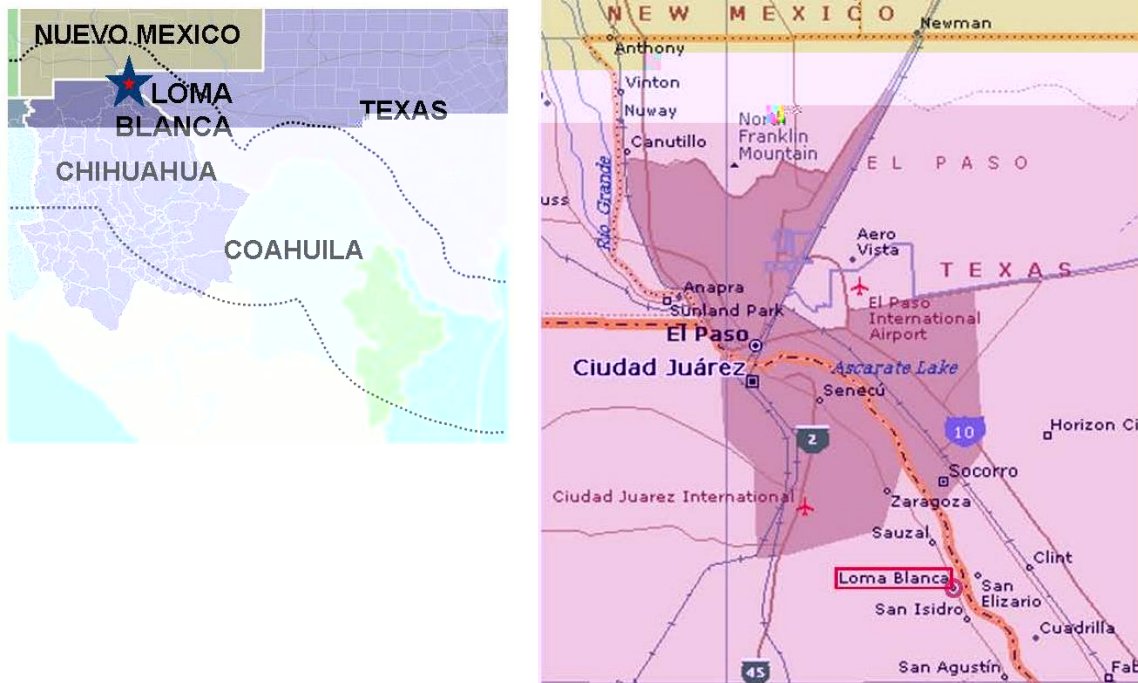 NUEVO MEXICO
LOMA
BLANCA
TEXAS
CHIHUAHUA
COAHUILA
NEW MEXICO
Newman
Anthony
Vinton
Nuway
Canutillo
Franklin
Mountain
EL PASO
Rio Grande
uss
Aero
Vista
TEXAS
Anapra
Sunland Park
El Paso
International
Airport
El Paso
Ciudad Juárez
Ascarate Lake
Senecú
2
10
Horizon Ci
Socorro
Ciudad Juarez International
Zaragoza
Sauzal
Clint
Loma Blanca
San
Elizario
San Isidro
Cuadrilla
San Agustín
Fab
45